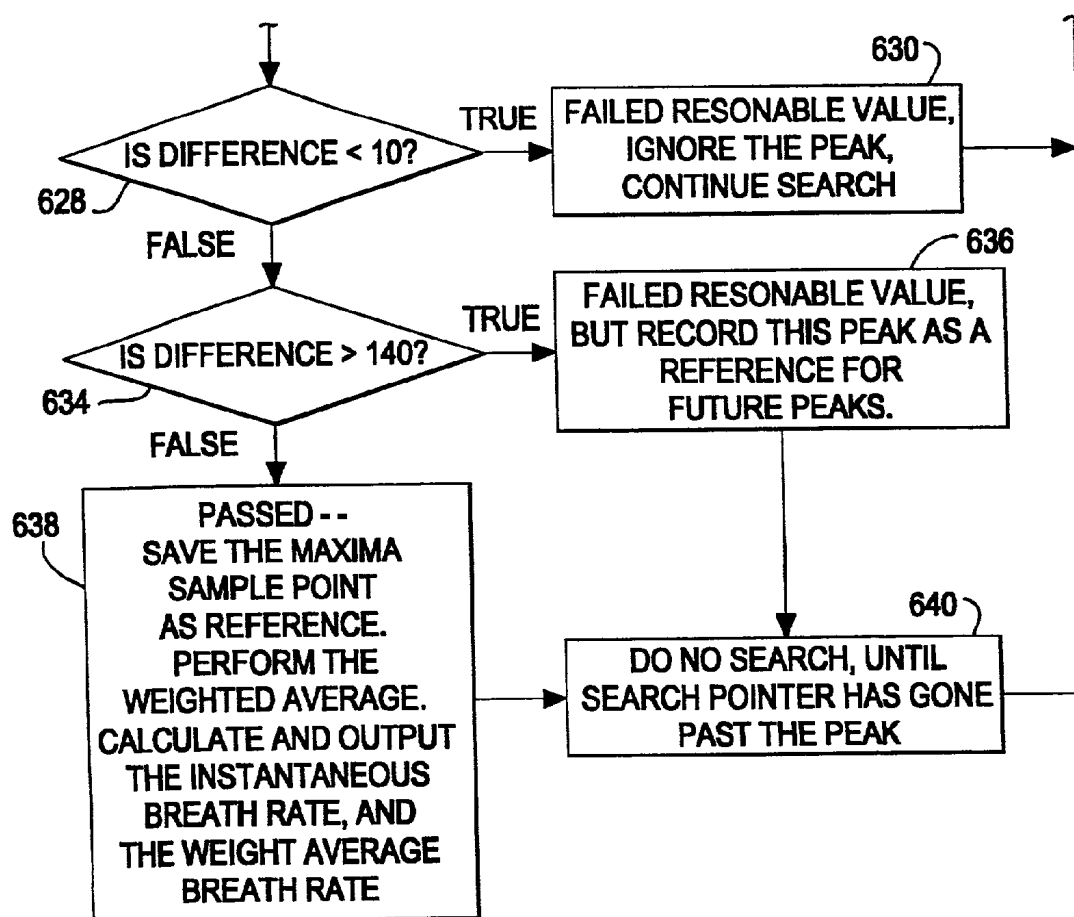 630
TRUE
FAILED RESONABLE VALUE,
IGNORE THE PEAK,
CONTINUE SEARCH
IS DIFFERENCE < 10?
628
FALSE
636
TRUE
FAILED RESONABLE VALUE,
BUT RECORD THIS PEAK AS A
REFERENCE FOR
FUTURE PEAKS.
IS DIFFERENCE > 140?
634
FALSE
638
PASSED - -
SAVE THE MAXIMA
SAMPLE POINT
AS REFERENCE.
PERFORM THE
WEIGHTED AVERAGE.
CALCULATE AND OUTPUT
THE INSTANTANEOUS
BREATH RATE, AND
THE WEIGHT AVERAGE
BREATH RATE
640
DO NO SEARCH, UNTIL
SEARCH POINTER HAS GONE
PAST THE PEAK